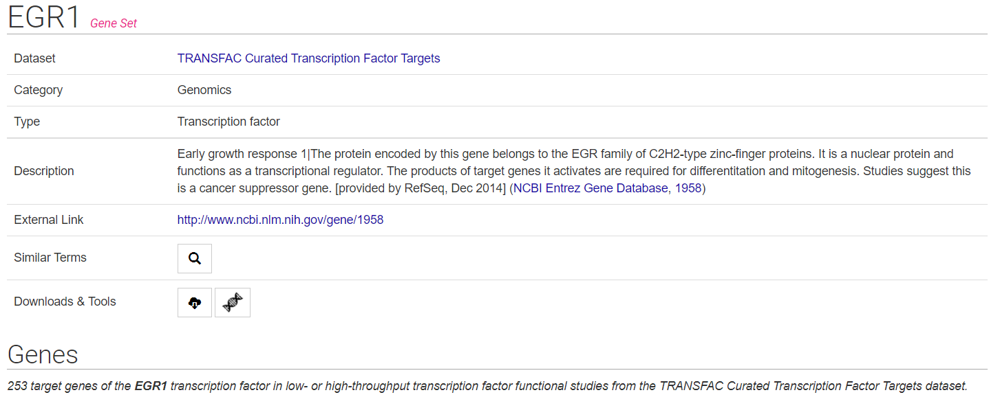 EGR1 Gene Set
Dataset TRANSFAC Curated Transcription Factor Targets
Category Genomics
Type Transcription factor
Early growth response 1|The protein encoded by this gene belongs to the EGR family of C2H2-type zinc-finger proteins. It is a nuclear protein and
Description functions as a transcriptional regulator. The products of target genes it activates are required for differentitation and mitogenesis. Studies suggest this
is a cancer suppressor gene. [provided by RefSeq, Dec 2014] (NCBI Entrez Gene Database, 1958)
External Link http://www.ncbi.nlm.nih.gov/gene/1958
Similar Terms
Downloads & Tools
Genes
253 target genes of the EGR1 transcription factor in low- or high-throughput transcription factor functional studies from the TRANSFAC Curated Transcription Factor Targets dataset.